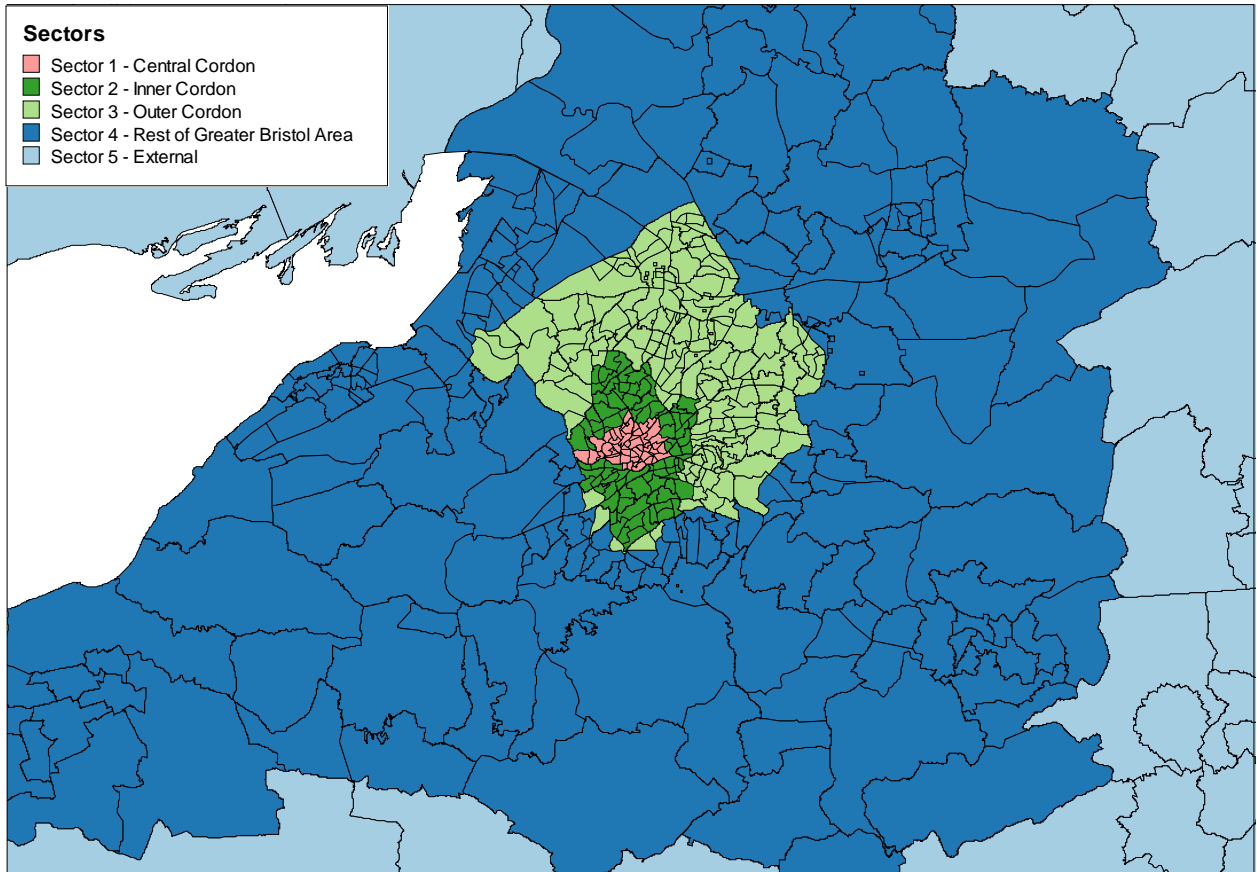 Sectors
Sector 1 - Central Cordon
Sector 2 - Inner Cordon
Sector 3 - Outer Cordon
Sector 4 - Rest of Greater Bristol Area
Sector 5 - External